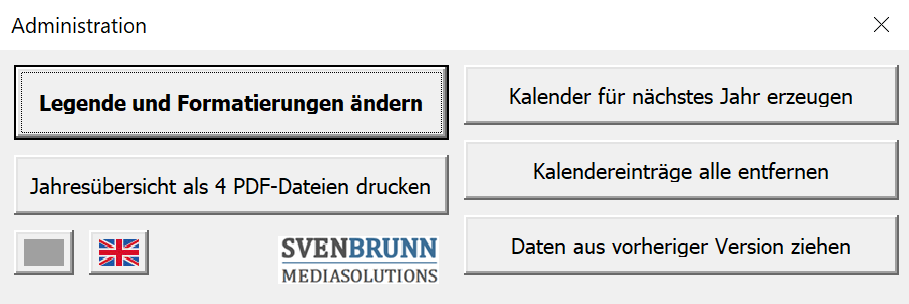 Administration
Legende und Formatierungen ändern
Jahresübersicht als 4 PDF-Dateien drucken
SVENBRUNN
MEDIASOLUTIONS
Kalender für nächstes Jahr erzeugen
Kalendereinträge alle entfernen
Daten aus vorheriger Version ziehen